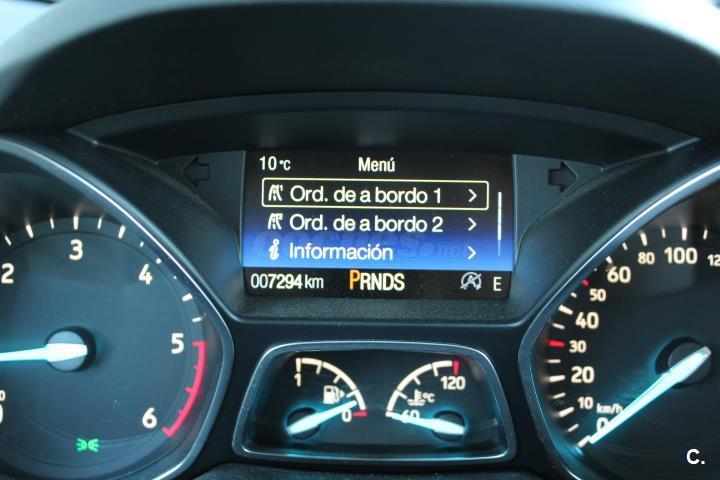 10 °C Menú
Ord. de a bordo 1
Ord. de a bordo 2
Información
007294 km PRNDS E
2 3 4 5 6
0 10 20 30 40 50 60 80 100
km/h
1 0
60 120
°C
C.